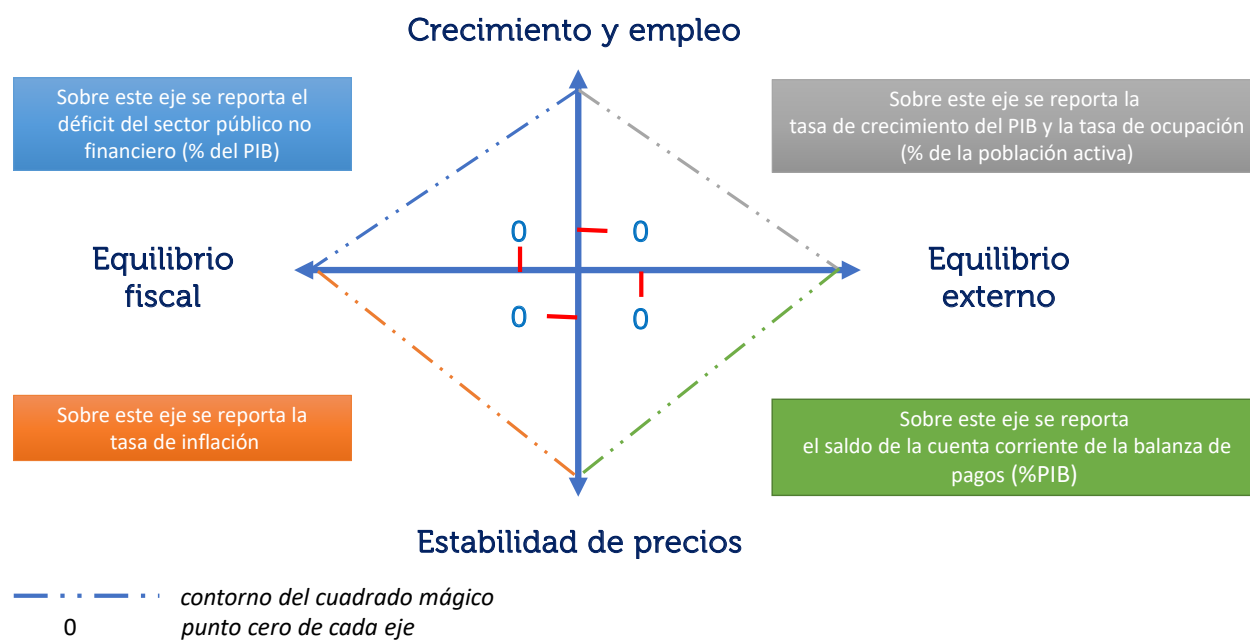 Crecimiento y empleo
Sobre este eje se reporta el
déficit del sector público no
financiero (% del PIB)
Sobre este eje se reporta la
tasa de crecimiento del PIB y la tasa de ocupación
(% de la población activa)
0
0
Equilibrio
fiscal
Equilibrio
externo
0
0
Sobre este eje se reporta la
tasa de inflación
Sobre este eje se reporta
el saldo de la cuenta corriente de la balanza de
pagos (%PIB)
Estabilidad de precios
contorno del cuadrado mágico
0 punto cero de cada eje